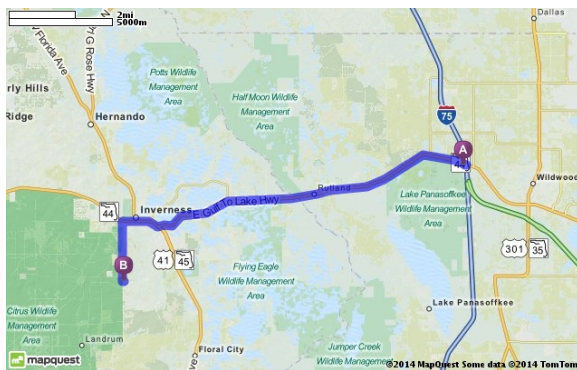 2mi
5000m
Dallas
N Florida Ave
G Rose Hwy
Potts Wildlife
Management
Area
Half Moon Wildlife
Management
Area
erly Hills
Hernando
Ridge
75
A
44
Wildwood
Rutland
Lake Panasoffkee
Wildlife
Management
Area
E Gulf To Lake Hwy
44
Inverness
41
45
301
35
B
Flying Eagle
Wildlife
Management Area
Citrus Wildlife
Management
Area
Lake Panasoffkee
Landrum
Floral City
Jumper Creek
Wildlife
Management
mapquest
©2014 MapQuest Some data ©2014 TomTom